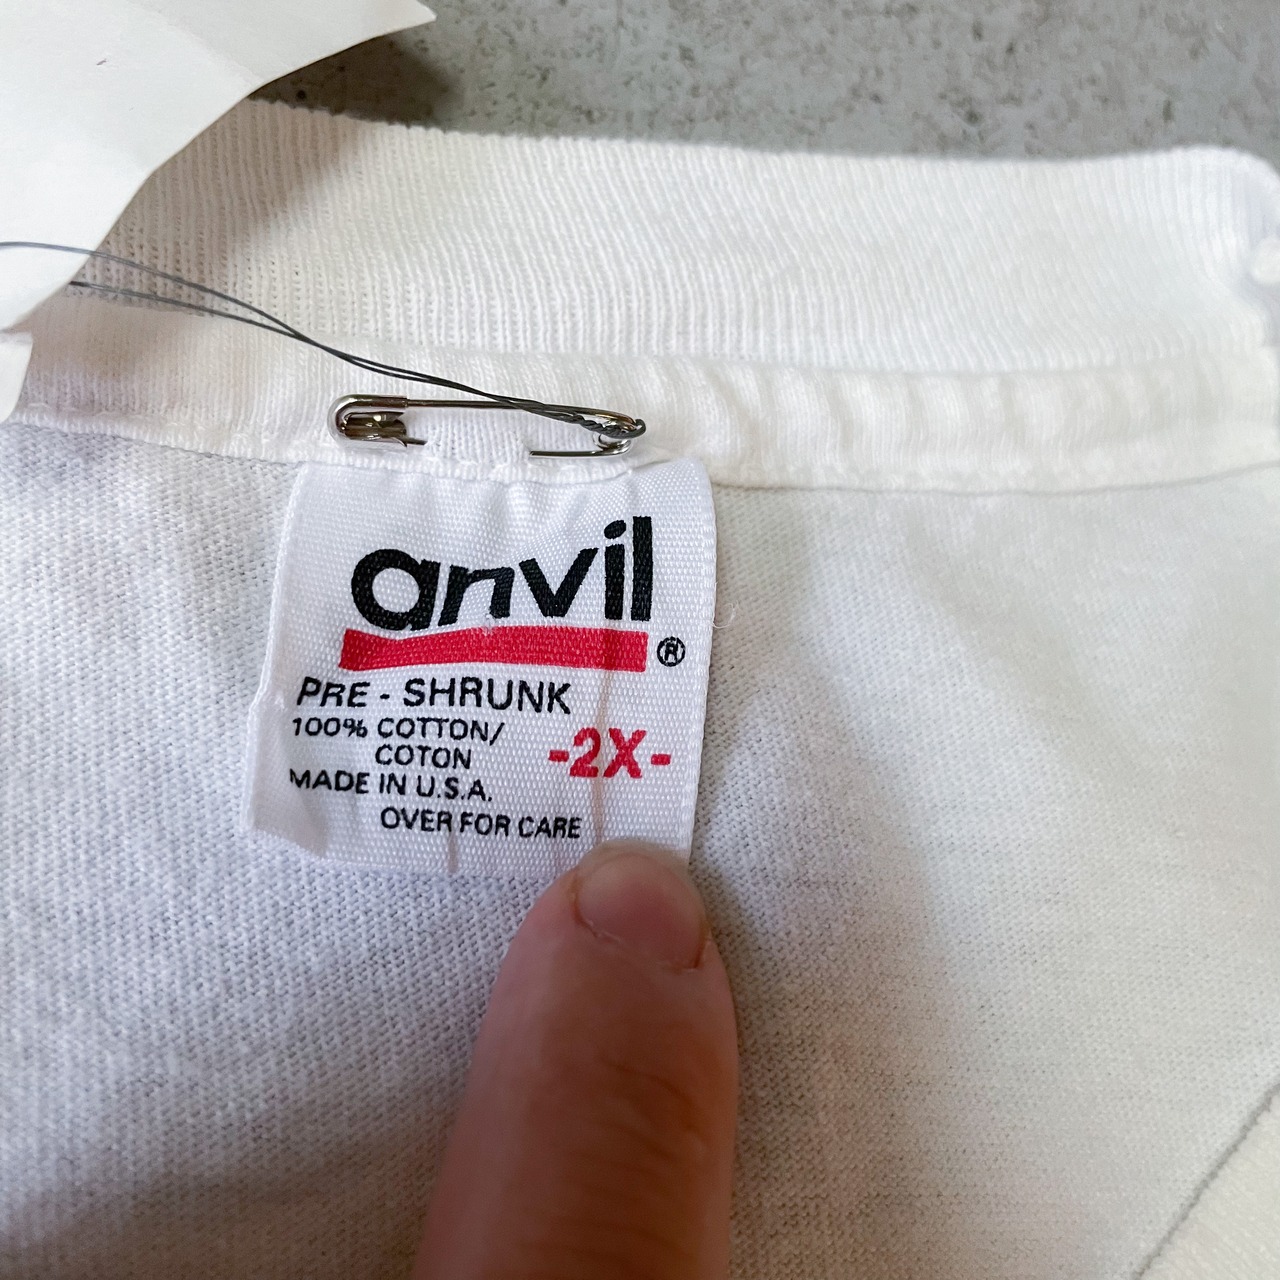 anvil®
PRE - SHRUNK
100% COTTON/
COTON
-2X-
MADE IN U.S.A.
OVER FOR CARE